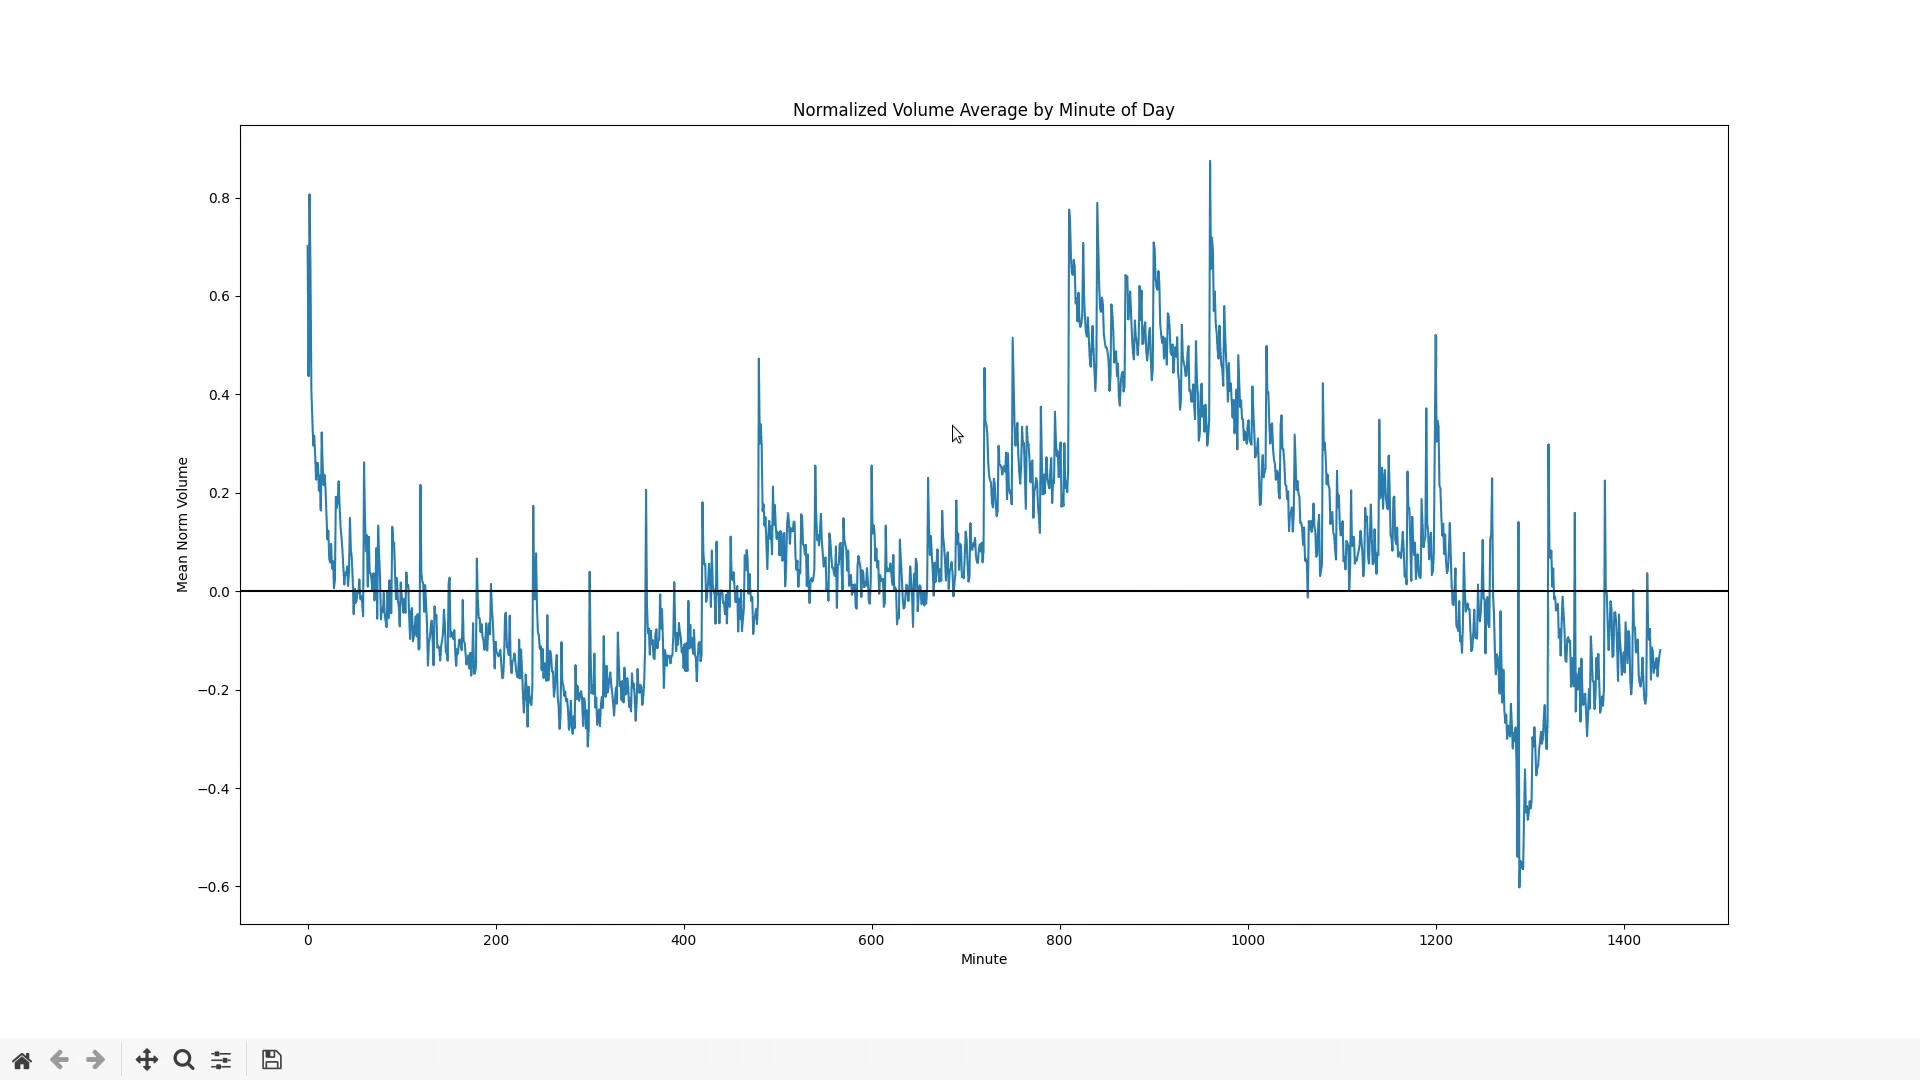 Normalized Volume Average by Minute of Day
Mean Norm Volume
0.8
0.6
0.4
0.2
0.0
−0.2
−0.4
−0.6
0 200 400 600 800 1000 1200 1400
Minute